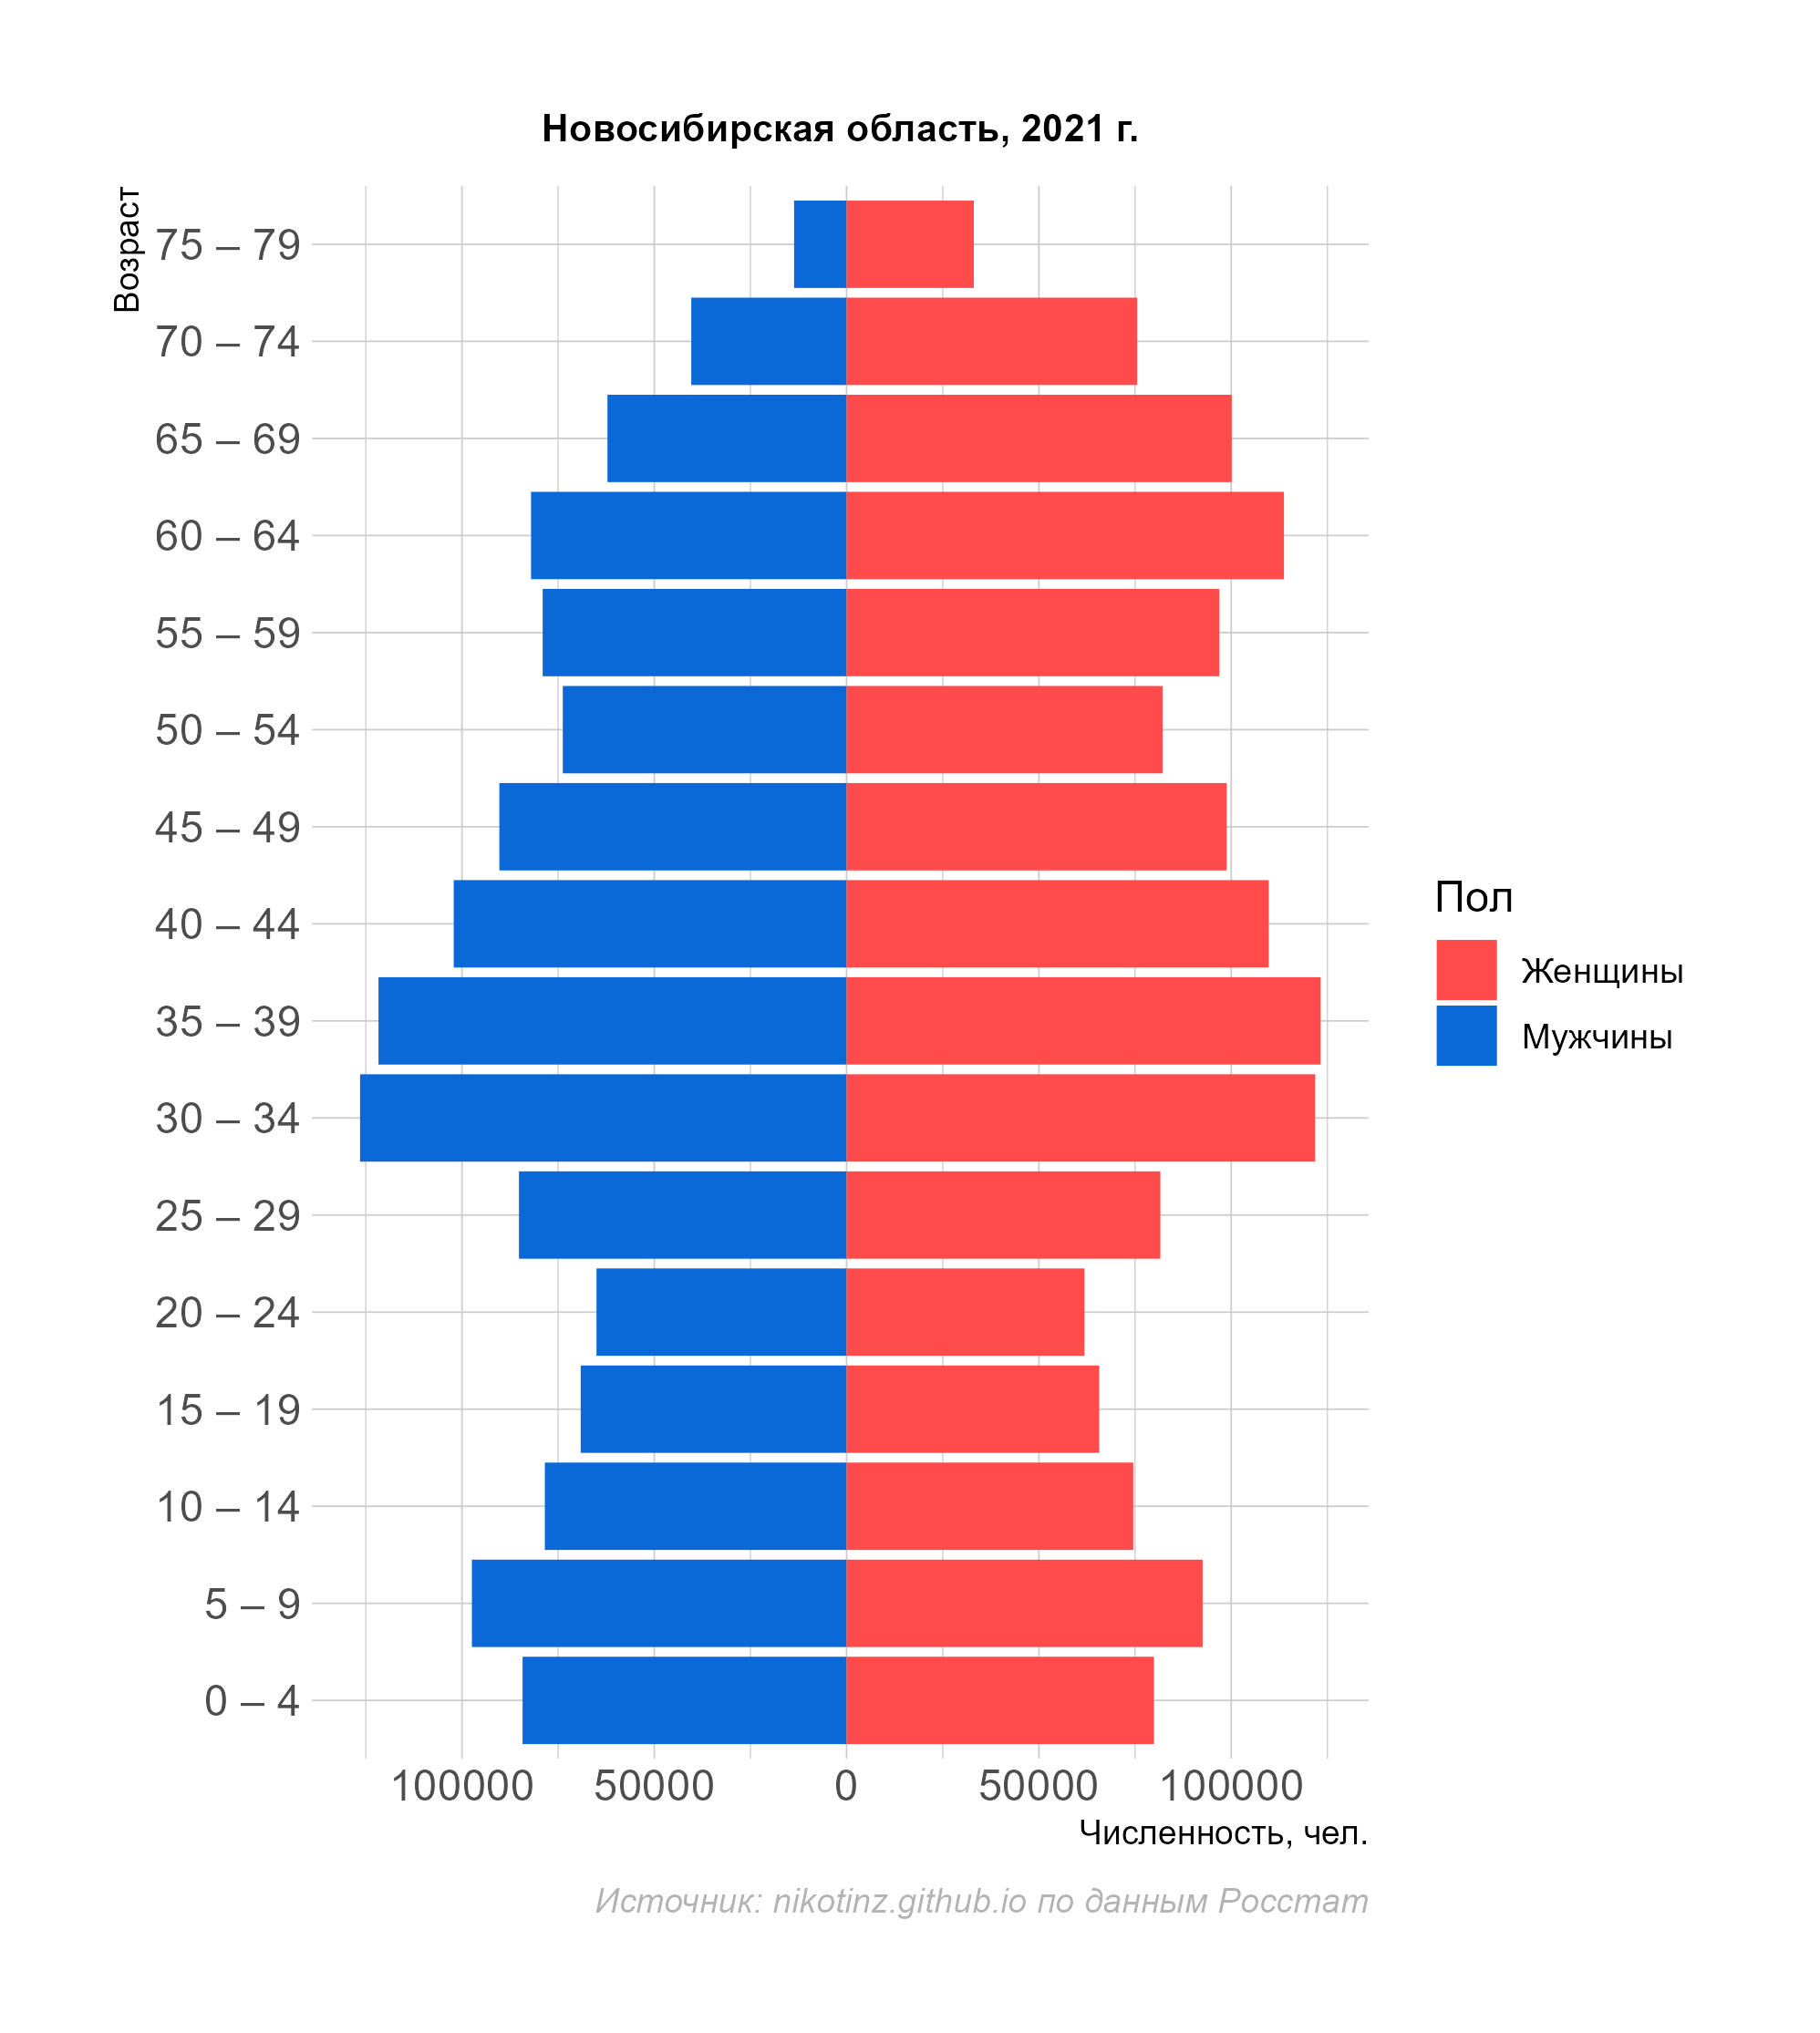 Новосибирская область, 2021 г.
Возраст
75 – 79
70 – 74
65 – 69
60 – 64
55 – 59
50 – 54
45 – 49
40 – 44
35 – 39
30 – 34
25 – 29
20 – 24
15 – 19
10 – 14
5 – 9
0 – 4
100000 50000 0 50000 100000
Численность, чел.
Пол
Женщины
Мужчины
Источник: nikotinz.github.io по данным Росстат